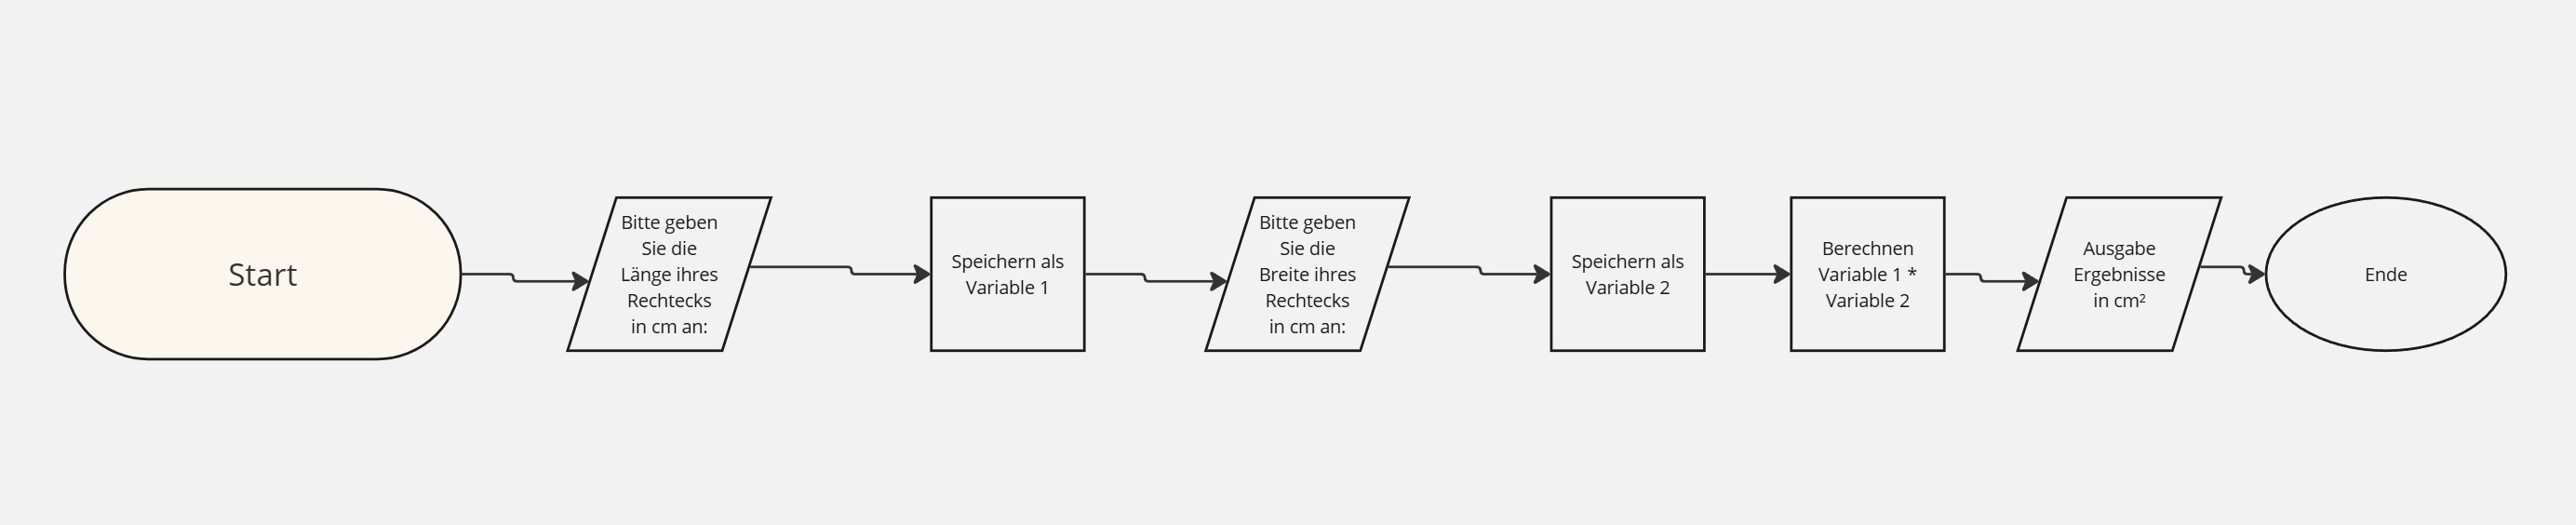 Start
Bitte geben
Sie die
Länge ihres
Rechtecks
in cm an:
Speichern als
Variable 1
Bitte geben
Sie die
Breite ihres
Rechtecks
in cm an:
Speichern als
Variable 2
Berechnen
Variable 1 *
Variable 2
Ausgabe
Ergebnisse
in cm²
Ende